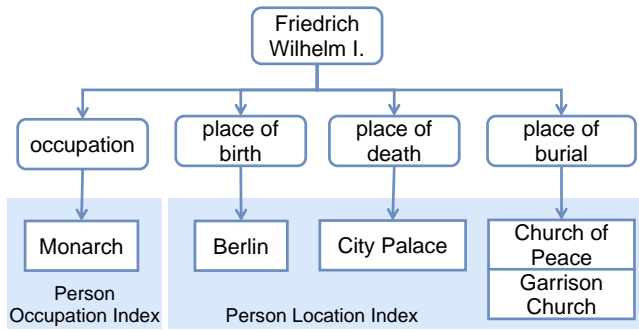 Friedrich
Wilhelm I.
occupation
place of
birth
place of
death
place of
burial
Monarch
Berlin
City Palace
Church of
Peace
Garrison
Church
Person
Occupation Index
Person Location Index